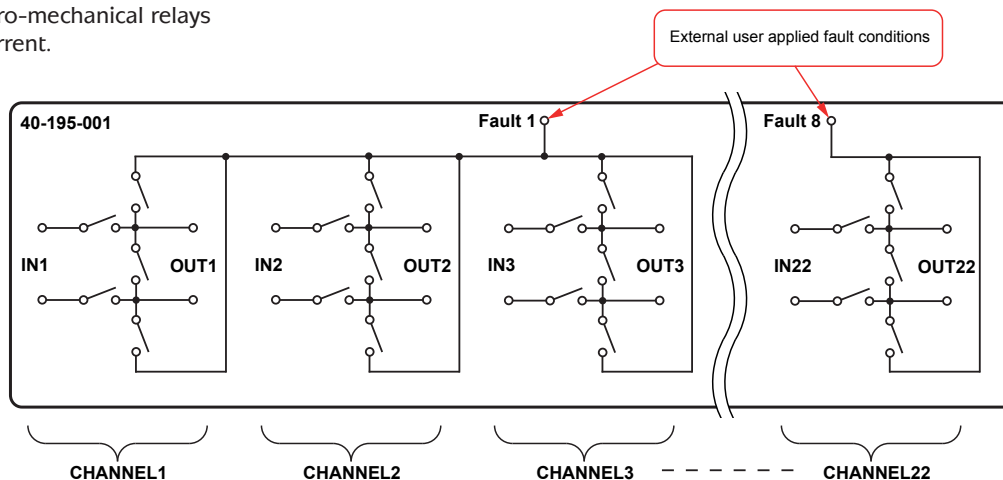 ro-mechanical relays
rrent.
External user applied fault conditions
40-195-001
Fault 1
Fault 8
IN1
OUT1
IN2
OUT2
IN3
OUT3
IN22
OUT22
CHANNEL1
CHANNEL2
CHANNEL3
CHANNEL22